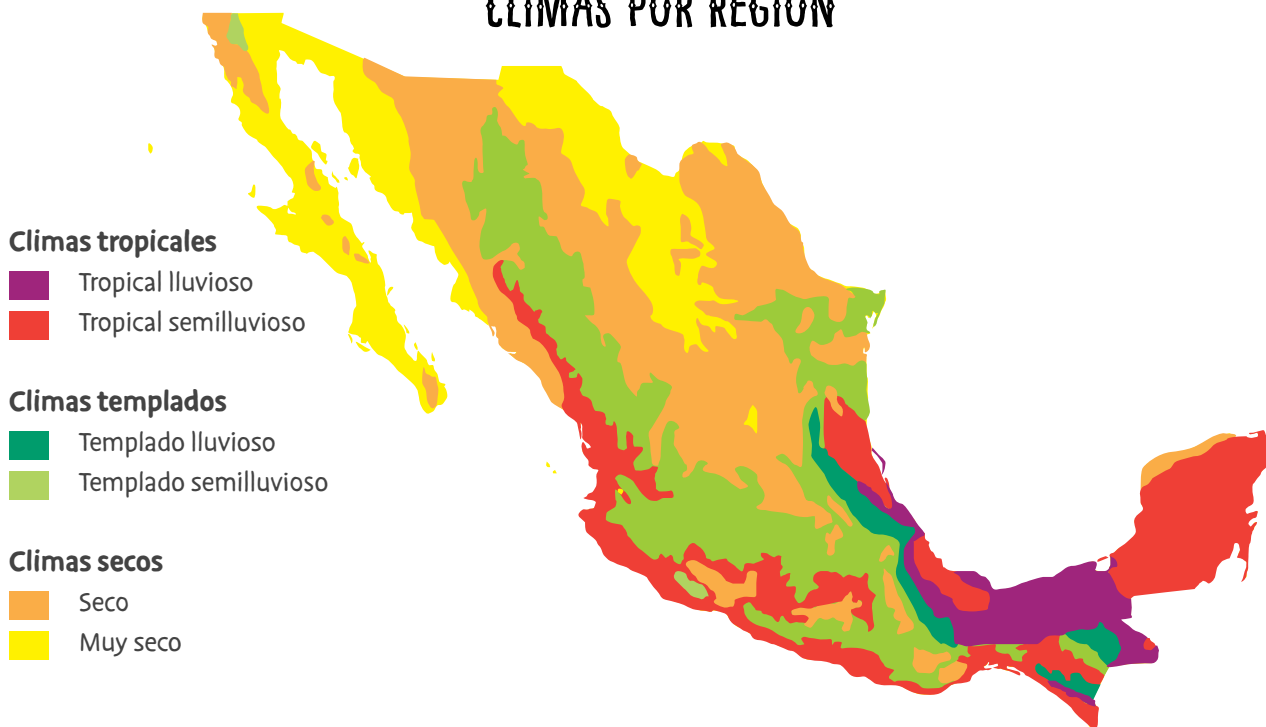 CLIMAS POR REGIÓN
Climas tropicales
Tropical lluvioso
Tropical semilluvioso
Climas templados
Templado lluvioso
Templado semilluvioso
Climas secos
Seco
Muy seco